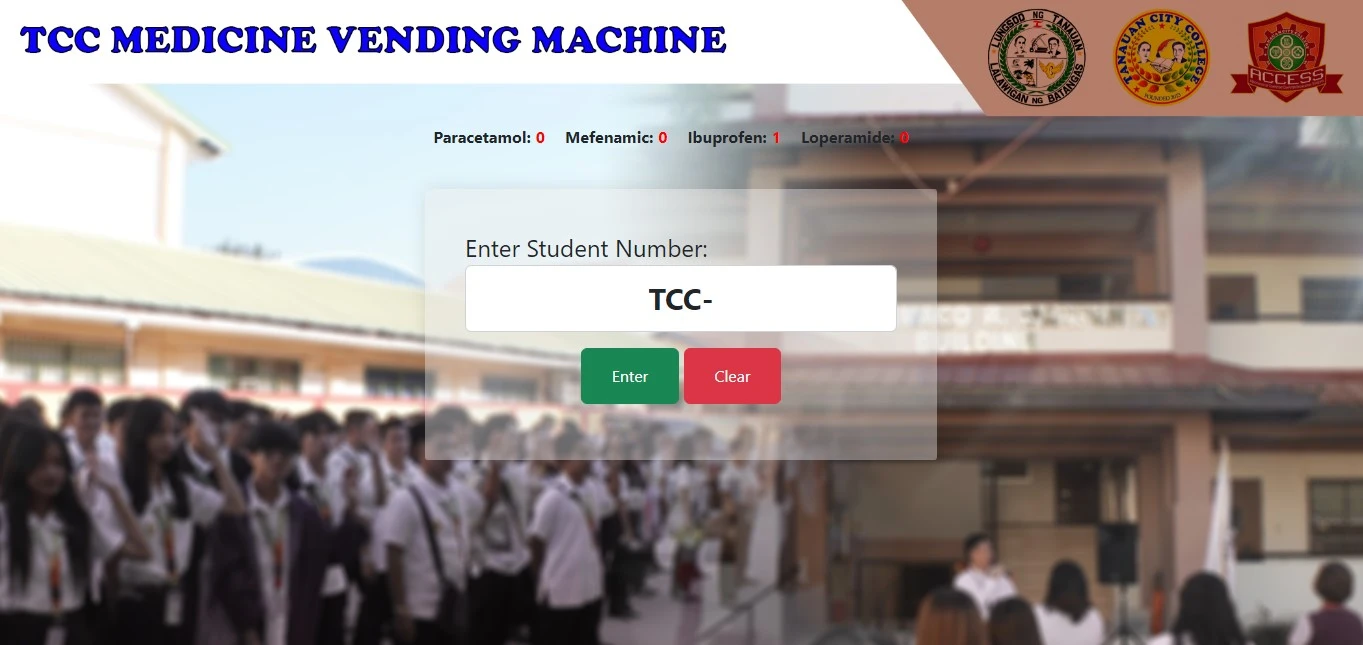 TCC MEDICINE VENDING MACHINE
LUNGSOD NG TANAUAN
LALAWIGAN NG BATANGAS
TANAUAN CITY COLLEGE
ACCESS
Paracetamol: 0 Mefenamic: 0 Ibuprofen: 1 Loperamide: 0
Enter Student Number:
TCC-
Enter Clear